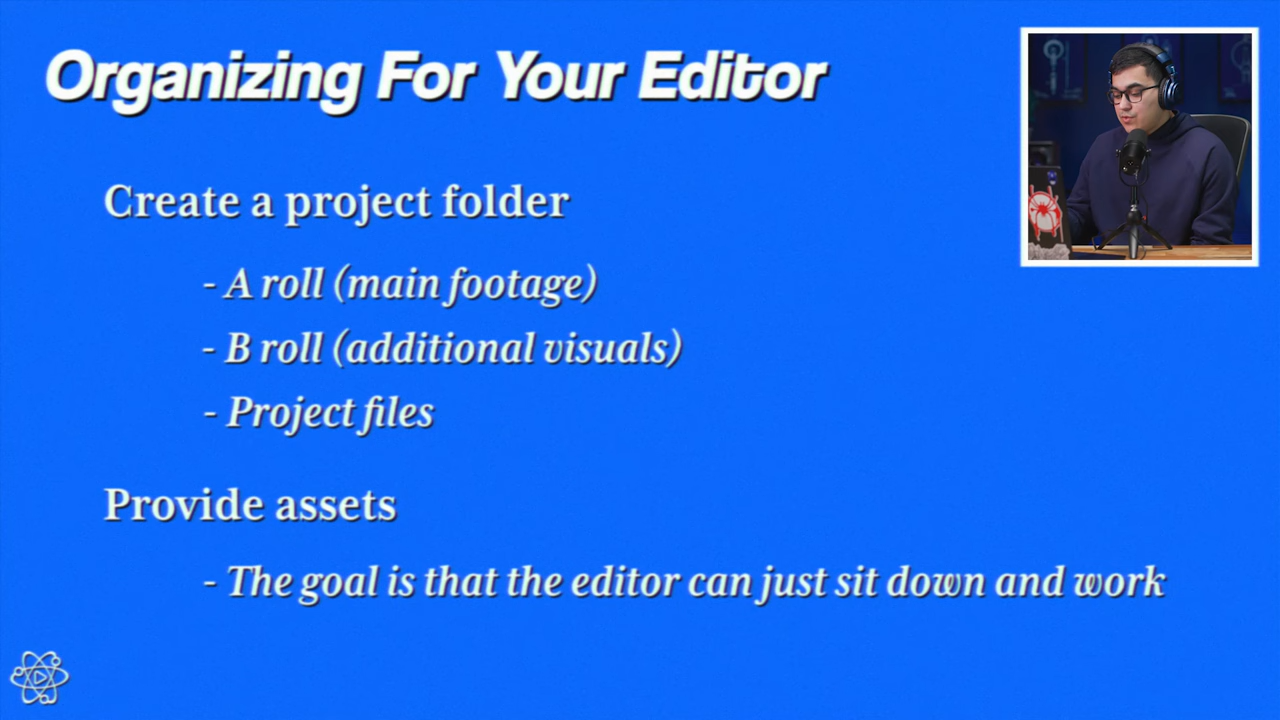 Organizing For Your Editor
Create a project folder
- A roll (main footage)
- B roll (additional visuals)
- Project files
Provide assets
- The goal is that the editor can just sit down and work